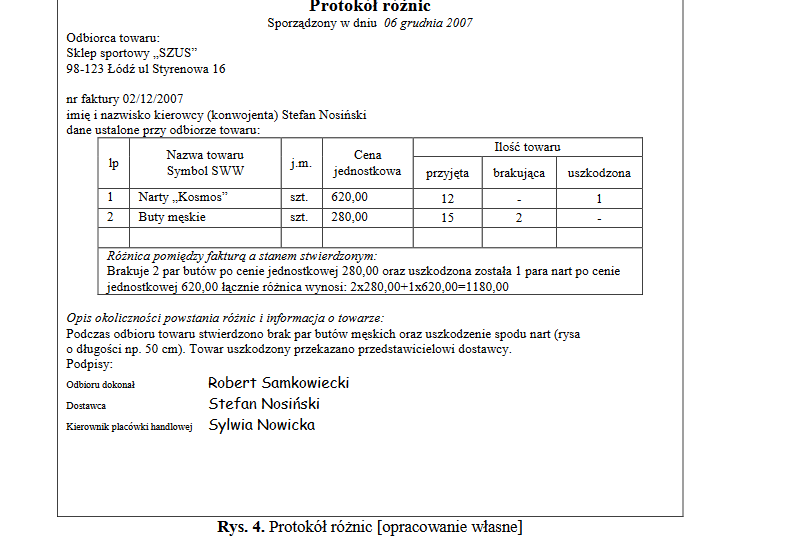 Protokół różnic
Sporządzony w dniu 06 grudnia 2007
Odbiorca towaru:
Sklep sportowy „SZUS”
98-123 Łódź ul Styrenowa 16
nr faktury 02/12/2007
imię i nazwisko kierowcy (konwojenta) Stefan Nosiński
dane ustalone przy odbiorze towaru:
lp Nazwa towaru Symbol SWW j.m. Cena jednostkowa Ilość towaru
przyjęta brakująca uszkodzona
1 Narty „Kosmos” szt. 620,00 12 - 1
2 Buty męskie szt. 280,00 15 2 -
Różnica pomiędzy fakturą a stanem stwierdzonym:
Brakuje 2 par butów po cenie jednostkowej 280,00 oraz uszkodzona została 1 para nart po cenie
jednostkowej 620,00 łącznie różnica wynosi: 2x280,00+1x620,00=1180,00
Opis okoliczności powstania różnic i informacja o towarze:
Podczas odbioru towaru stwierdzono brak par butów męskich oraz uszkodzenie spodu nart (rysa
o długości np. 50 cm). Towar uszkodzony przekazano przedstawicielowi dostawcy.
Podpisy:
Odbioru dokonał Robert Samkowiecki
Dostawca Stefan Nosiński
Kierownik placówki handlowej Sylwia Nowicka
Rys. 4. Protokół różnic [opracowanie własne]